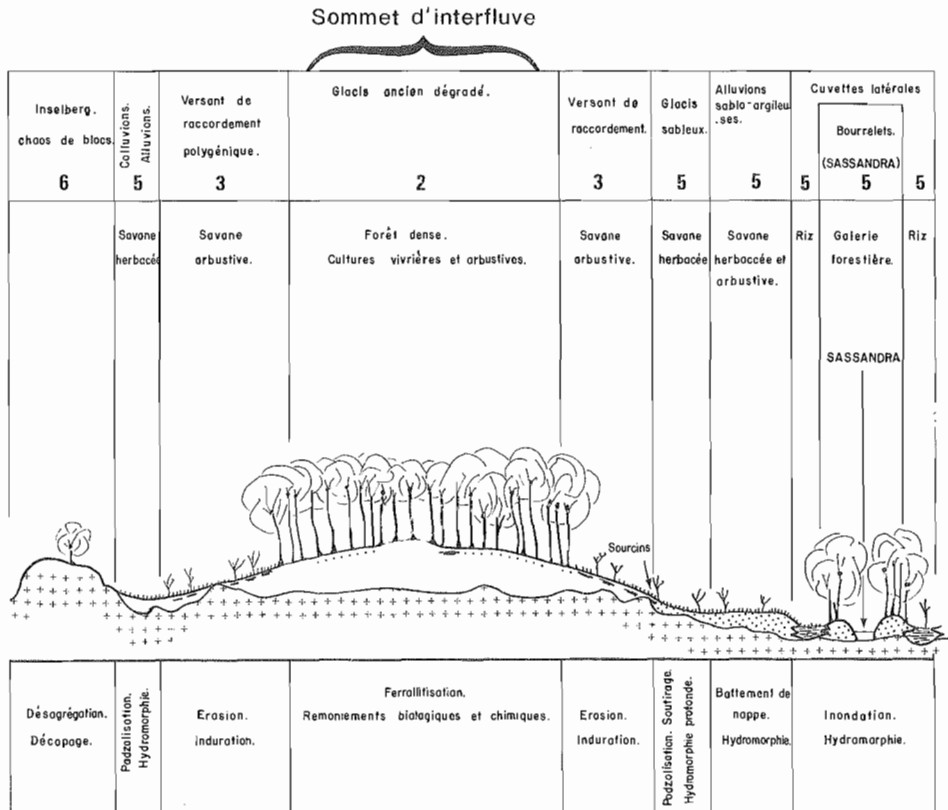 Sommet d'interfluve
Inselberg.
chaos de blocs.
6
Colluvions.
Alluvions.
5
Versant de
raccordement
polygénique.
3
Glacis ancien dégradé.
2
Versant de
raccordement.
3
Glacis
sableux.
5
Alluvions
sablo-argileu
.ses.
5
Cuvettes latérales
Bourrelets.
(SASSANDRA)
5
5
5
Savane
herbacée
Savane
arbustive.
Forêt dense.
Cultures vivrières et arbustives.
Savane
arbustive.
Savane
herbacée
Savane
herbaccée et
arbustive.
Riz
Galerie
forestière.
Riz
SASSANDRA
Sourcins
Désagrégation.
Décapage.
Padzolisation.
Hydromorphie.
Erosion.
Induration.
Ferrallitisation.
Remaniements biologiques et chimiques.
Erosion.
Induration.
Podzolisation. Soutirage.
Hydromorphie profonde.
Battement de
nappe.
Hydromorphie.
Inondation.
Hydramorphie.